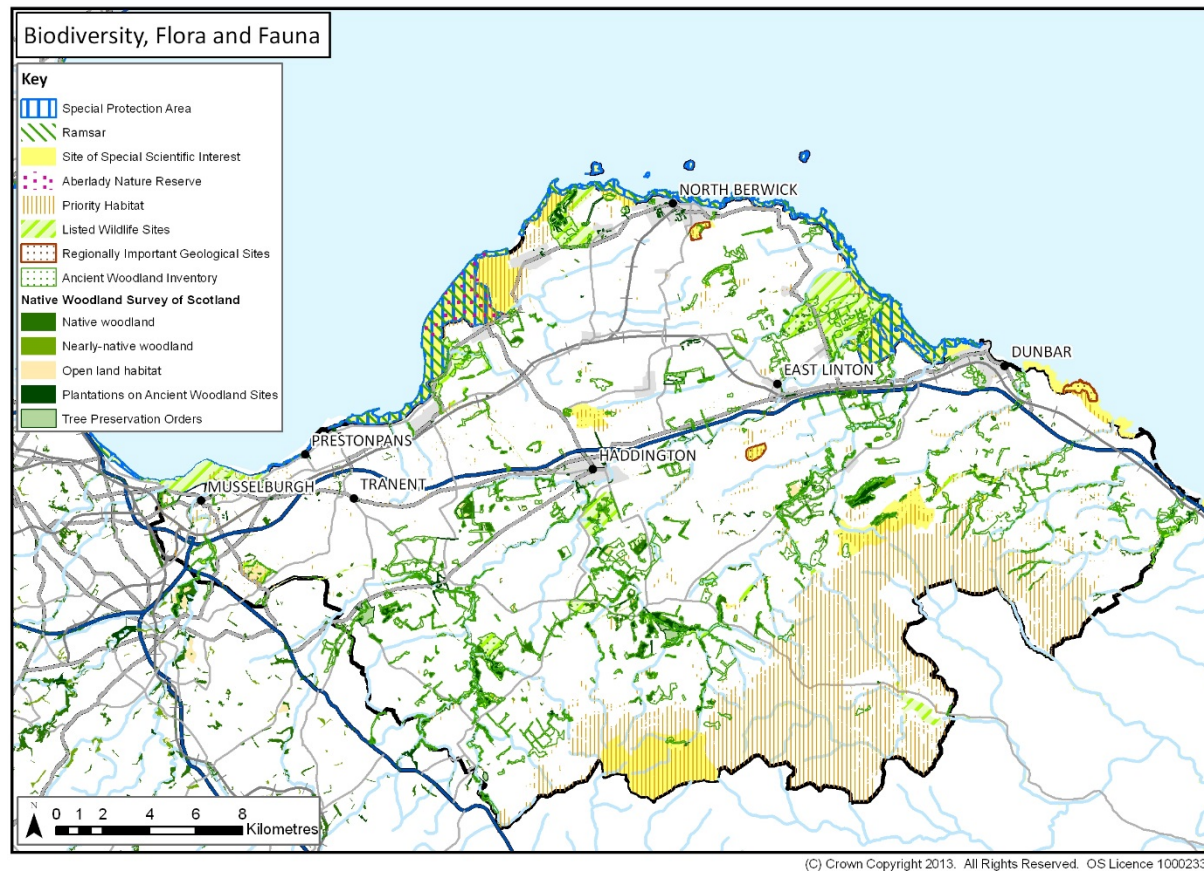 Biodiversity, Flora and Fauna
Key
Special Protection Area
Ramsar
Site of Special Scientific Interest
Aberlady Nature Reserve
Priority Habitat
Listed Wildlife Sites
Regionally Important Geological Sites
Ancient Woodland Inventory
Native Woodland Survey of Scotland
Native woodland
Nearly-native woodland
Open land habitat
Plantations on Ancient Woodland Sites
Tree Preservation Orders
NORTH BERWICK
DUNBAR
EAST LINTON
PRESTONPANS
HADDINGTON
MUSSELBURGH
TRANENT
N
0 1 2 4 6 8
Kilometres
(C) Crown Copyright 2013. All Rights Reserved. OS Licence 1000233